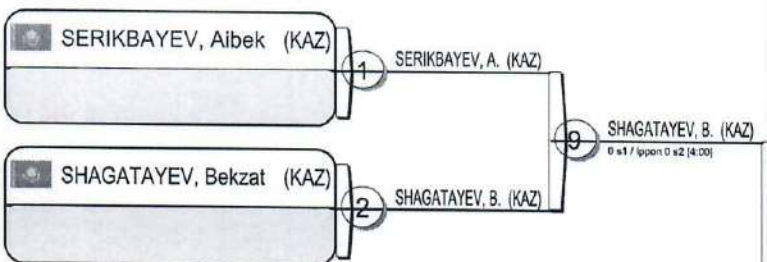 SERIKBAYEV, Aibek (KAZ)
1
SERIKBAYEV, A. (KAZ)
9
SHAGATAYEV, B. (KAZ)
0 s1 / Ippon 0 s2 [4:00]
SHAGATAYEV, Bekzat (KAZ)
2
SHAGATAYEV, B. (KAZ)